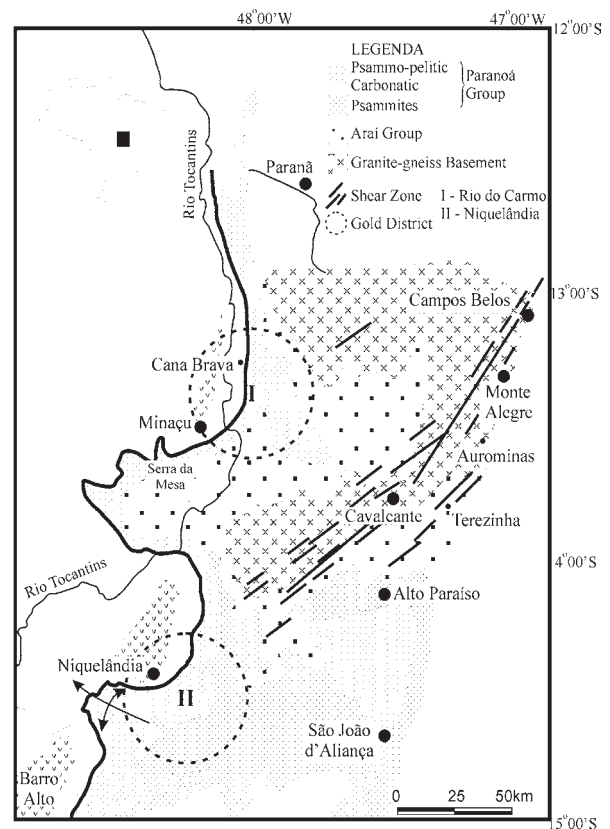 48°00'W
47°00'W
12°00'S
LEGENDA
Psammo-pelitic
Carbonatic
Psammites
Paranoá
Group
Araí Group
Granite-gneiss Basement
Shear Zone
I - Rio do Carmo
II - Niquelândia
Gold District
Rio Tocantins
Paranã
13°00'S
Campos Belos
Cana Brava
I
Monte
Alegre
Minaçu
Aurominas
Serra da
Mesa
Cavalcante
Terezinha
4°00'S
Rio Tocantins
Alto Paraíso
Niquelândia
II
São João
d'Aliança
Barro
Alto
0 25 50km
15°00'S